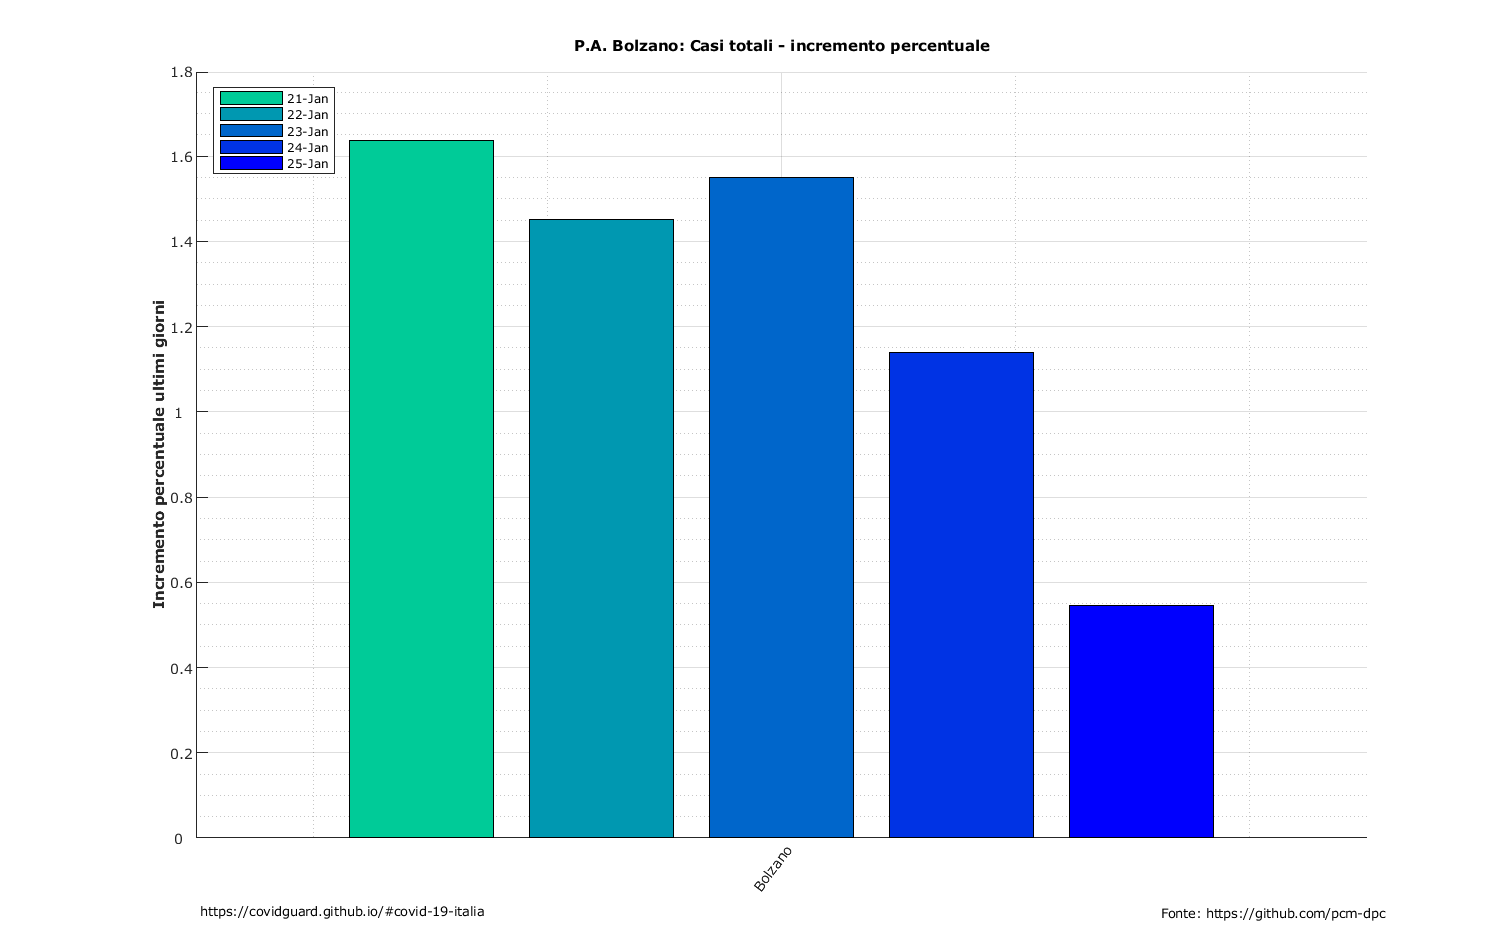 P.A. Bolzano: Casi totali - incremento percentuale
21-Jan
22-Jan
23-Jan
24-Jan
25-Jan
Incremento percentuale ultimi giorni
1.8
1.6
1.4
1.2
1
0.8
0.6
0.4
0.2
0
Bolzano
https://covidguard.github.io/#covid-19-italia
Fonte: https://github.com/pcm-dpc